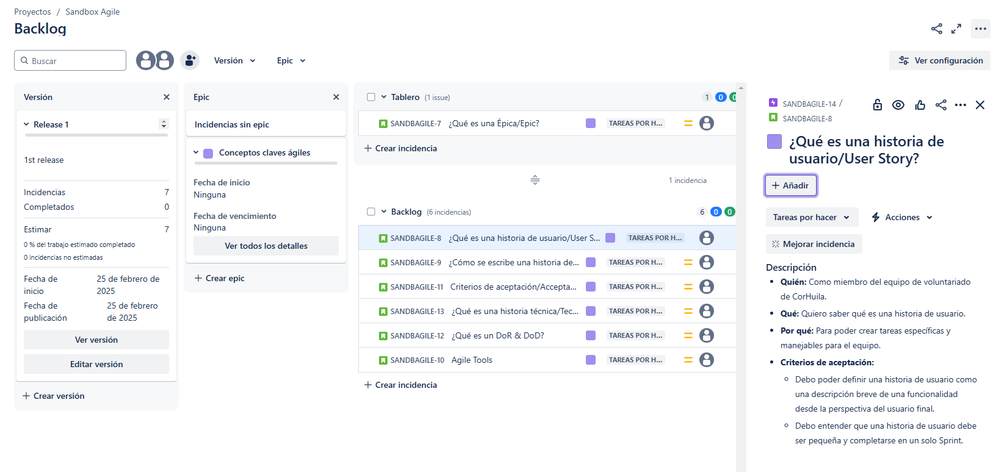 Proyectos / Sandbox Agile
Backlog
Buscar
Versión
Epic
Ver configuración
Versión
Release 1
1st release
Incidencias 7
Completados 0
Estimar 7
0 % del trabajo estimado completado
0 incidencias no estimadas
Fecha de inicio 25 de febrero de 2025
Fecha de publicación 25 de febrero de 2025
Ver versión
Editar versión
Crear versión
Epic
Incidencias sin epic
Conceptos claves ágiles
Fecha de inicio
Ninguna
Fecha de vencimiento
Ninguna
Ver todos los detalles
Crear epic
Tablero (1 issue) 1 0 0
SANDBAGILE-7 ¿Qué es una Épica/Epic? TAREAS POR H...
Crear incidencia
1 incidencia
Backlog (6 incidencias) 6 0 0
SANDBAGILE-8 ¿Qué es una historia de usuario/User S... TAREAS POR H...
SANDBAGILE-9 ¿Cómo se escribe una historia de... TAREAS POR H...
SANDBAGILE-11 Criterios de aceptación/Accepta... TAREAS POR H...
SANDBAGILE-13 ¿Qué es una historia técnica/Tec... TAREAS POR H...
SANDBAGILE-12 ¿Qué es un DoR & DoD? TAREAS POR H...
SANDBAGILE-10 Agile Tools TAREAS POR H...
Crear incidencia
SANDBAGILE-14 /
SANDBAGILE-8
¿Qué es una historia de
usuario/User Story?
Añadir
Tareas por hacer
Acciones
Mejorar incidencia
Descripción
• Quién: Como miembro del equipo de voluntariado
de CorHuila.
• Qué: Quiero saber qué es una historia de usuario.
• Por qué: Para poder crear tareas específicas y
manejables para el equipo.
• Criterios de aceptación:
◦ Debo poder definir una historia de usuario como
una descripción breve de una funcionalidad
desde la perspectiva del usuario final.
◦ Debo entender que una historia de usuario debe
ser pequeña y completarse en un solo Sprint.